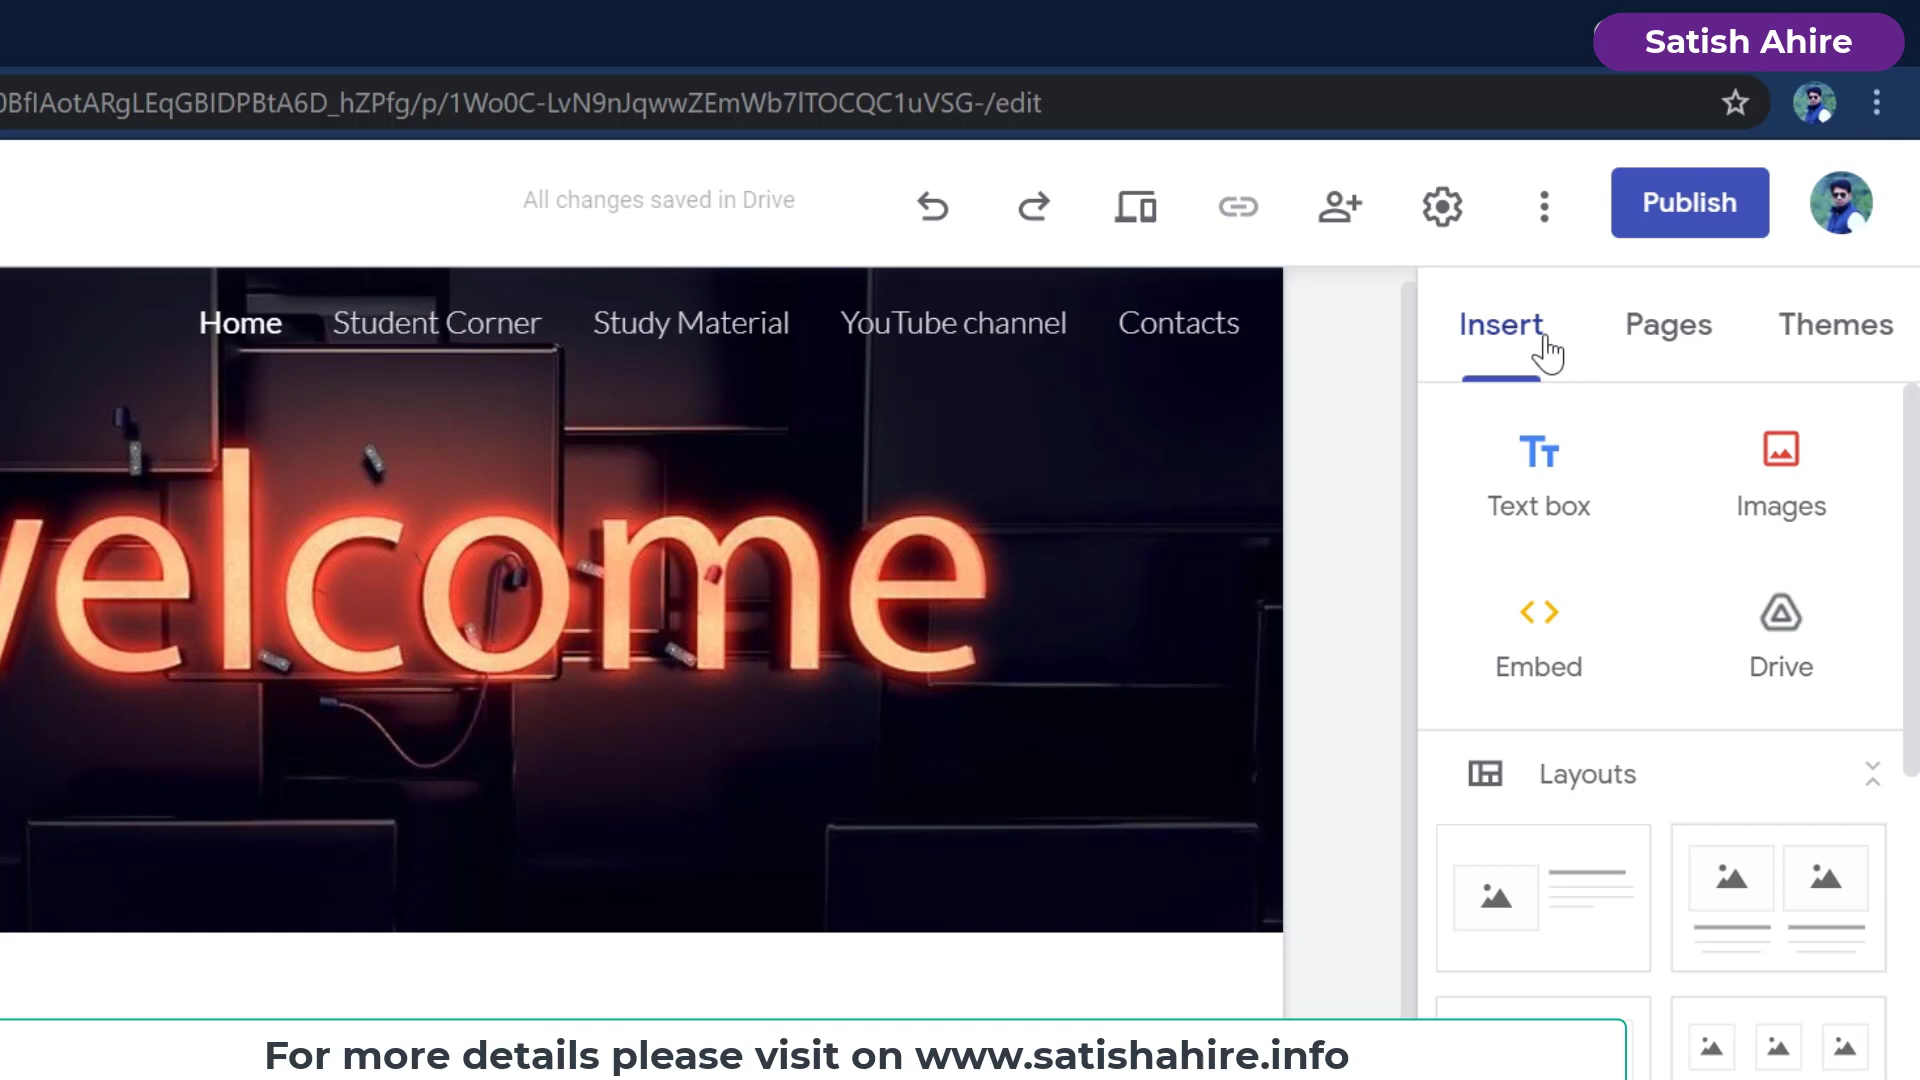 Satish Ahire
0BflAotARgLEqGBIDPBtA6D_hZPfg/p/1Wo0C-LvN9nJqwwZEmWb7lTOCQC1uVSG-/edit
All changes saved in Drive
Publish
Home Student Corner Study Material YouTube channel Contacts
Insert Pages Themes
Text box Images
welcome
Embed Drive
Layouts
For more details please visit on www.satishahire.info